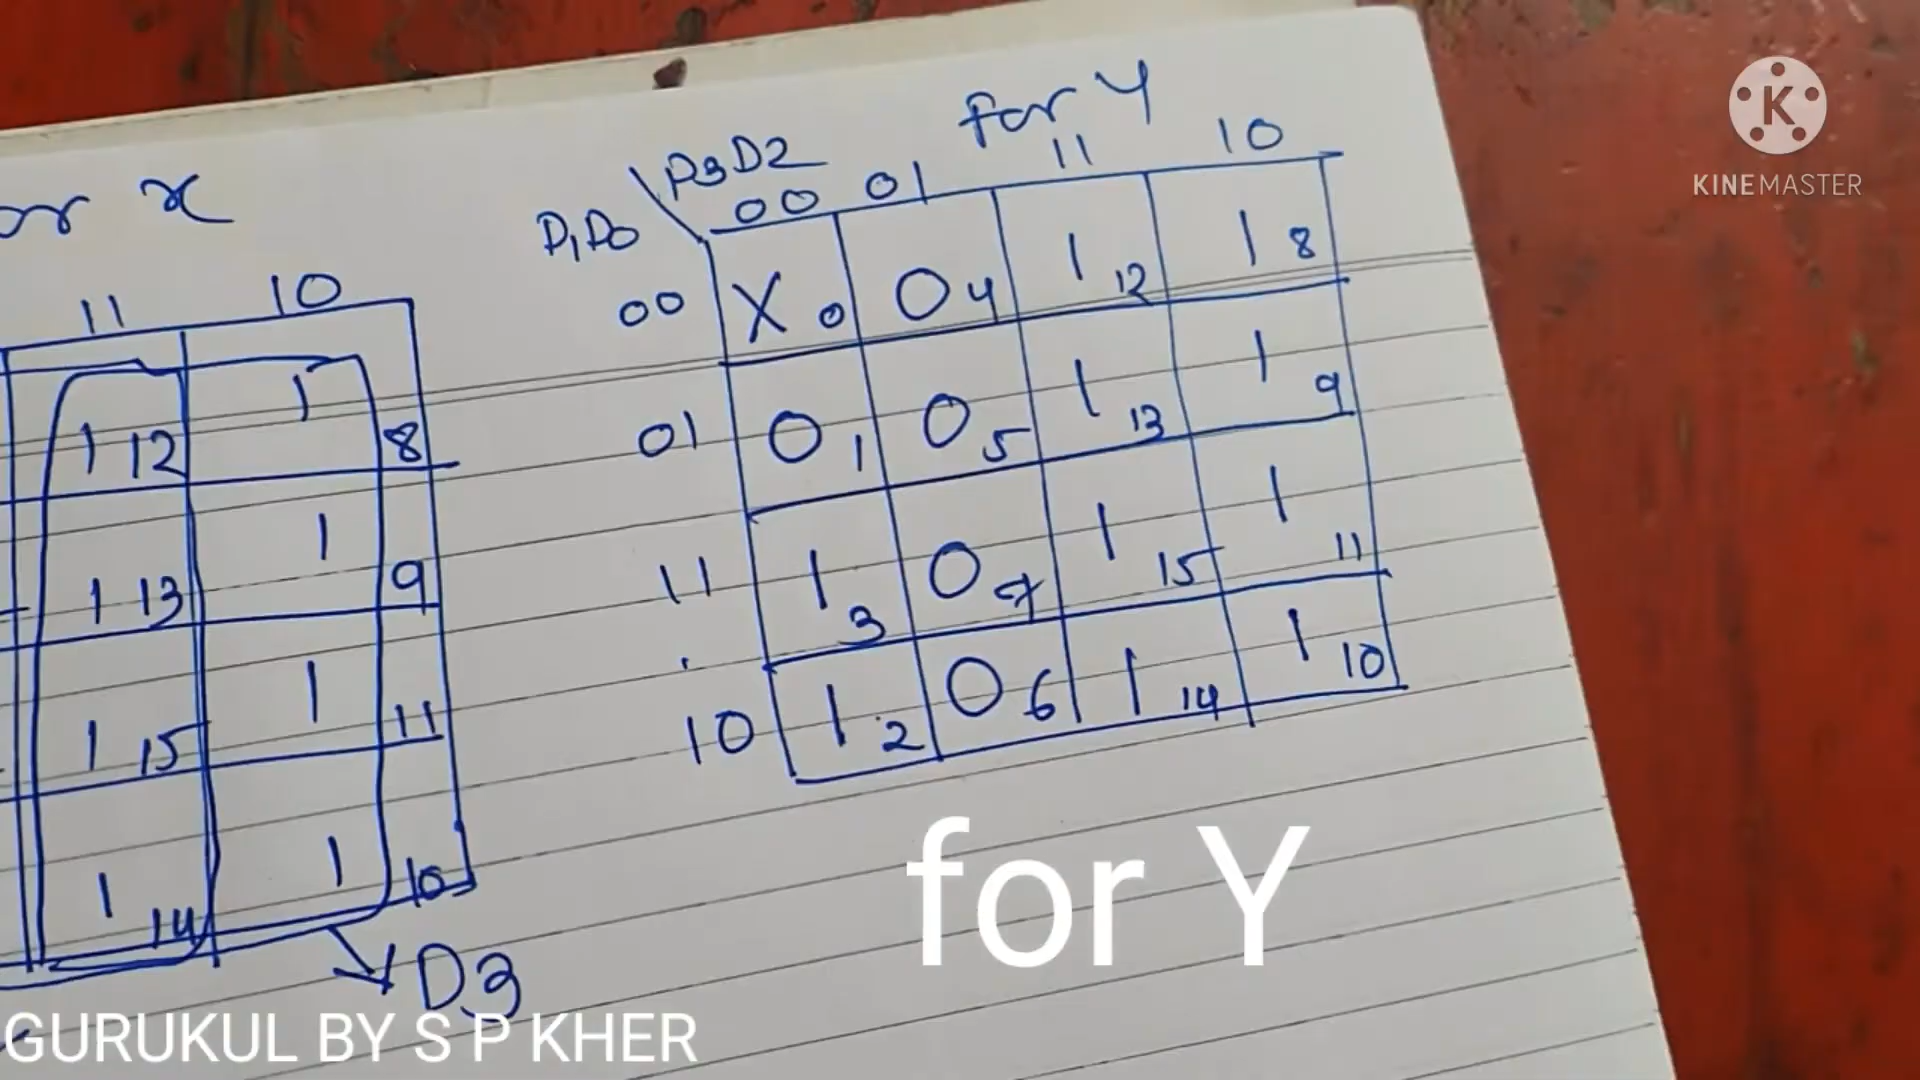 or x
11 10
1 12 1 8
1 13 1 9
1 15 1 11
1 14 1 10
D3
for Y
D3D2
D1D0
00 01 11 10
00 X 0 0 4 1 12 1 8
01 0 1 0 5 1 13 1 9
11 1 3 0 7 1 15 1 11
10 1 2 0 6 1 14 1 10
for Y
GURUKUL BY S P KHER
K
KINEMASTER